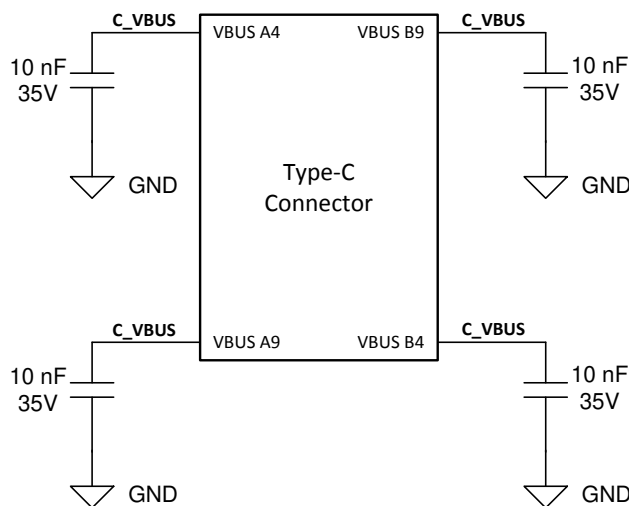 C_VBUS
VBUS A4
VBUS B9
C_VBUS
10 nF
35V
10 nF
35V
GND
Type-C
Connector
GND
C_VBUS
VBUS A9
VBUS B4
C_VBUS
10 nF
35V
10 nF
35V
GND
GND